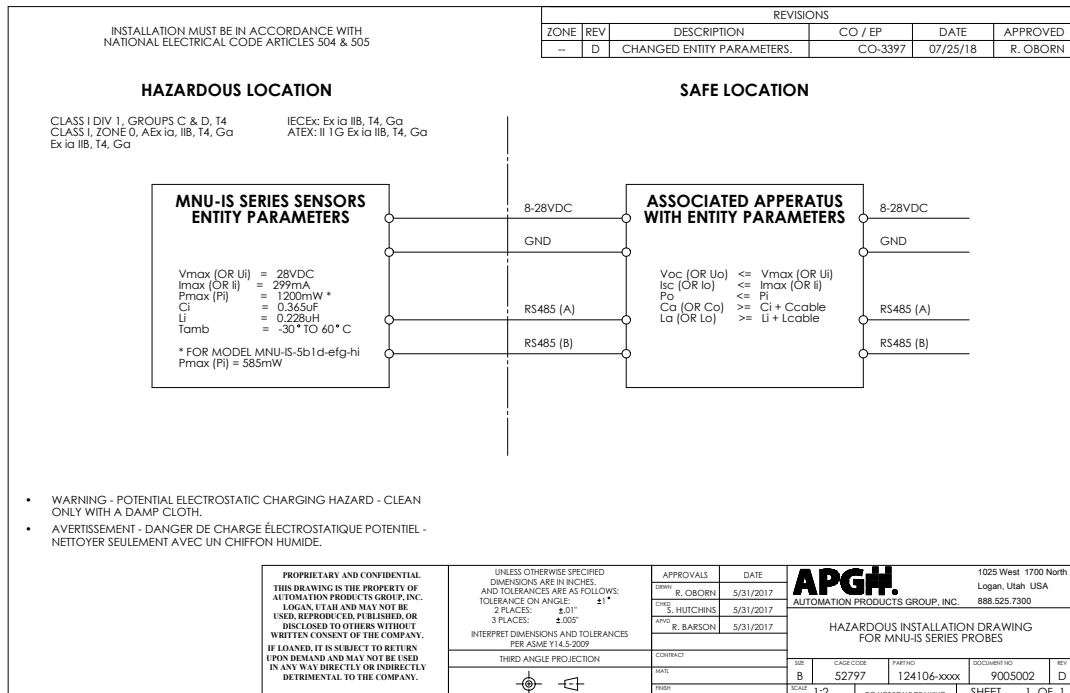 INSTALLATION MUST BE IN ACCORDANCE WITH
NATIONAL ELECTRICAL CODE ARTICLES 504 & 505
REVISIONS
ZONE REV DESCRIPTION CO / EP DATE APPROVED
-- D CHANGED ENTITY PARAMETERS. CO-3397 07/25/18 R. OBORN
HAZARDOUS LOCATION
SAFE LOCATION
CLASS I DIV 1, GROUPS C & D, T4
CLASS I, ZONE 0, AEx ia, IIB, T4, Ga
Ex ia IIB, T4, Ga
IECEx: Ex ia IIB, T4, Ga
ATEX: II 1G Ex ia IIB, T4, Ga
MNU-IS SERIES SENSORS
ENTITY PARAMETERS
Vmax (OR Ui) = 28VDC
Imax (OR Ii) = 299mA
Pmax (Pi) = 1200mW *
Ci = 0.365uF
Li = 0.228uH
Tamb = -30° TO 60° C
* FOR MODEL MNU-IS-5b1d-efg-hi
Pmax (Pi) = 585mW
8-28VDC
GND
RS485 (A)
RS485 (B)
ASSOCIATED APPERATUS
WITH ENTITY PARAMETERS
Voc (OR Uo) <= Vmax (OR Ui)
Isc (OR Io) <= Imax (OR Ii)
Po <= Pi
Ca (OR Co) >= Ci + Ccable
La (OR Lo) >= Li + Lcable
8-28VDC
GND
RS485 (A)
RS485 (B)
• WARNING - POTENTIAL ELECTROSTATIC CHARGING HAZARD - CLEAN
ONLY WITH A DAMP CLOTH.
• AVERTISSEMENT - DANGER DE CHARGE ÉLECTROSTATIQUE POTENTIEL -
NETTOYER SEULEMENT AVEC UN CHIFFON HUMIDE.
PROPRIETARY AND CONFIDENTIAL
THIS DRAWING IS THE PROPERTY OF
AUTOMATION PRODUCTS GROUP, INC.
LOGAN, UTAH AND MAY NOT BE
USED, REPRODUCED, PUBLISHED, OR
DISCLOSED TO OTHERS WITHOUT
WRITTEN CONSENT OF THE COMPANY.
IF LOANED, IT IS SUBJECT TO RETURN
UPON DEMAND AND MAY NOT BE USED
IN ANY WAY DIRECTLY OR INDIRECTLY
DETRIMENTAL TO THE COMPANY.
UNLESS OTHERWISE SPECIFIED
DIMENSIONS ARE IN INCHES.
AND TOLERANCES ARE AS FOLLOWS:
TOLERANCE ON ANGLE: ±1°
2 PLACES: ±.01"
3 PLACES: ±.005"
INTERPRET DIMENSIONS AND TOLERANCES
PER ASME Y14.5-2009
THIRD ANGLE PROJECTION
APPROVALS DATE
DRWN R. OBORN 5/31/2017
CHKD S. HUTCHINS 5/31/2017
APVD R. BARSON 5/31/2017
CONTRACT
MATL
FINISH
APG
AUTOMATION PRODUCTS GROUP, INC.
1025 West 1700 North
Logan, Utah USA
888.525.7300
HAZARDOUS INSTALLATION DRAWING
FOR MNU-IS SERIES PROBES
SIZE CAGE CODE PART NO DOCUMENT NO REV
B 52797 124106-xxxx 9005002 D
SCALE 1:2 SHEET 1 OF 1